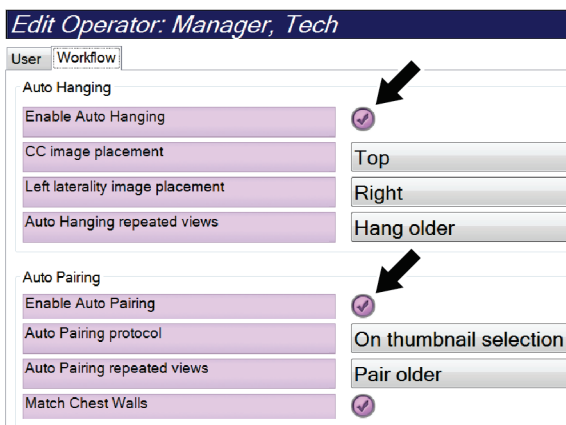 Edit Operator: Manager, Tech
User Workflow
Auto Hanging
Enable Auto Hanging
CC image placement Top
Left laterality image placement Right
Auto Hanging repeated views Hang older
Auto Pairing
Enable Auto Pairing
Auto Pairing protocol On thumbnail selection
Auto Pairing repeated views Pair older
Match Chest Walls